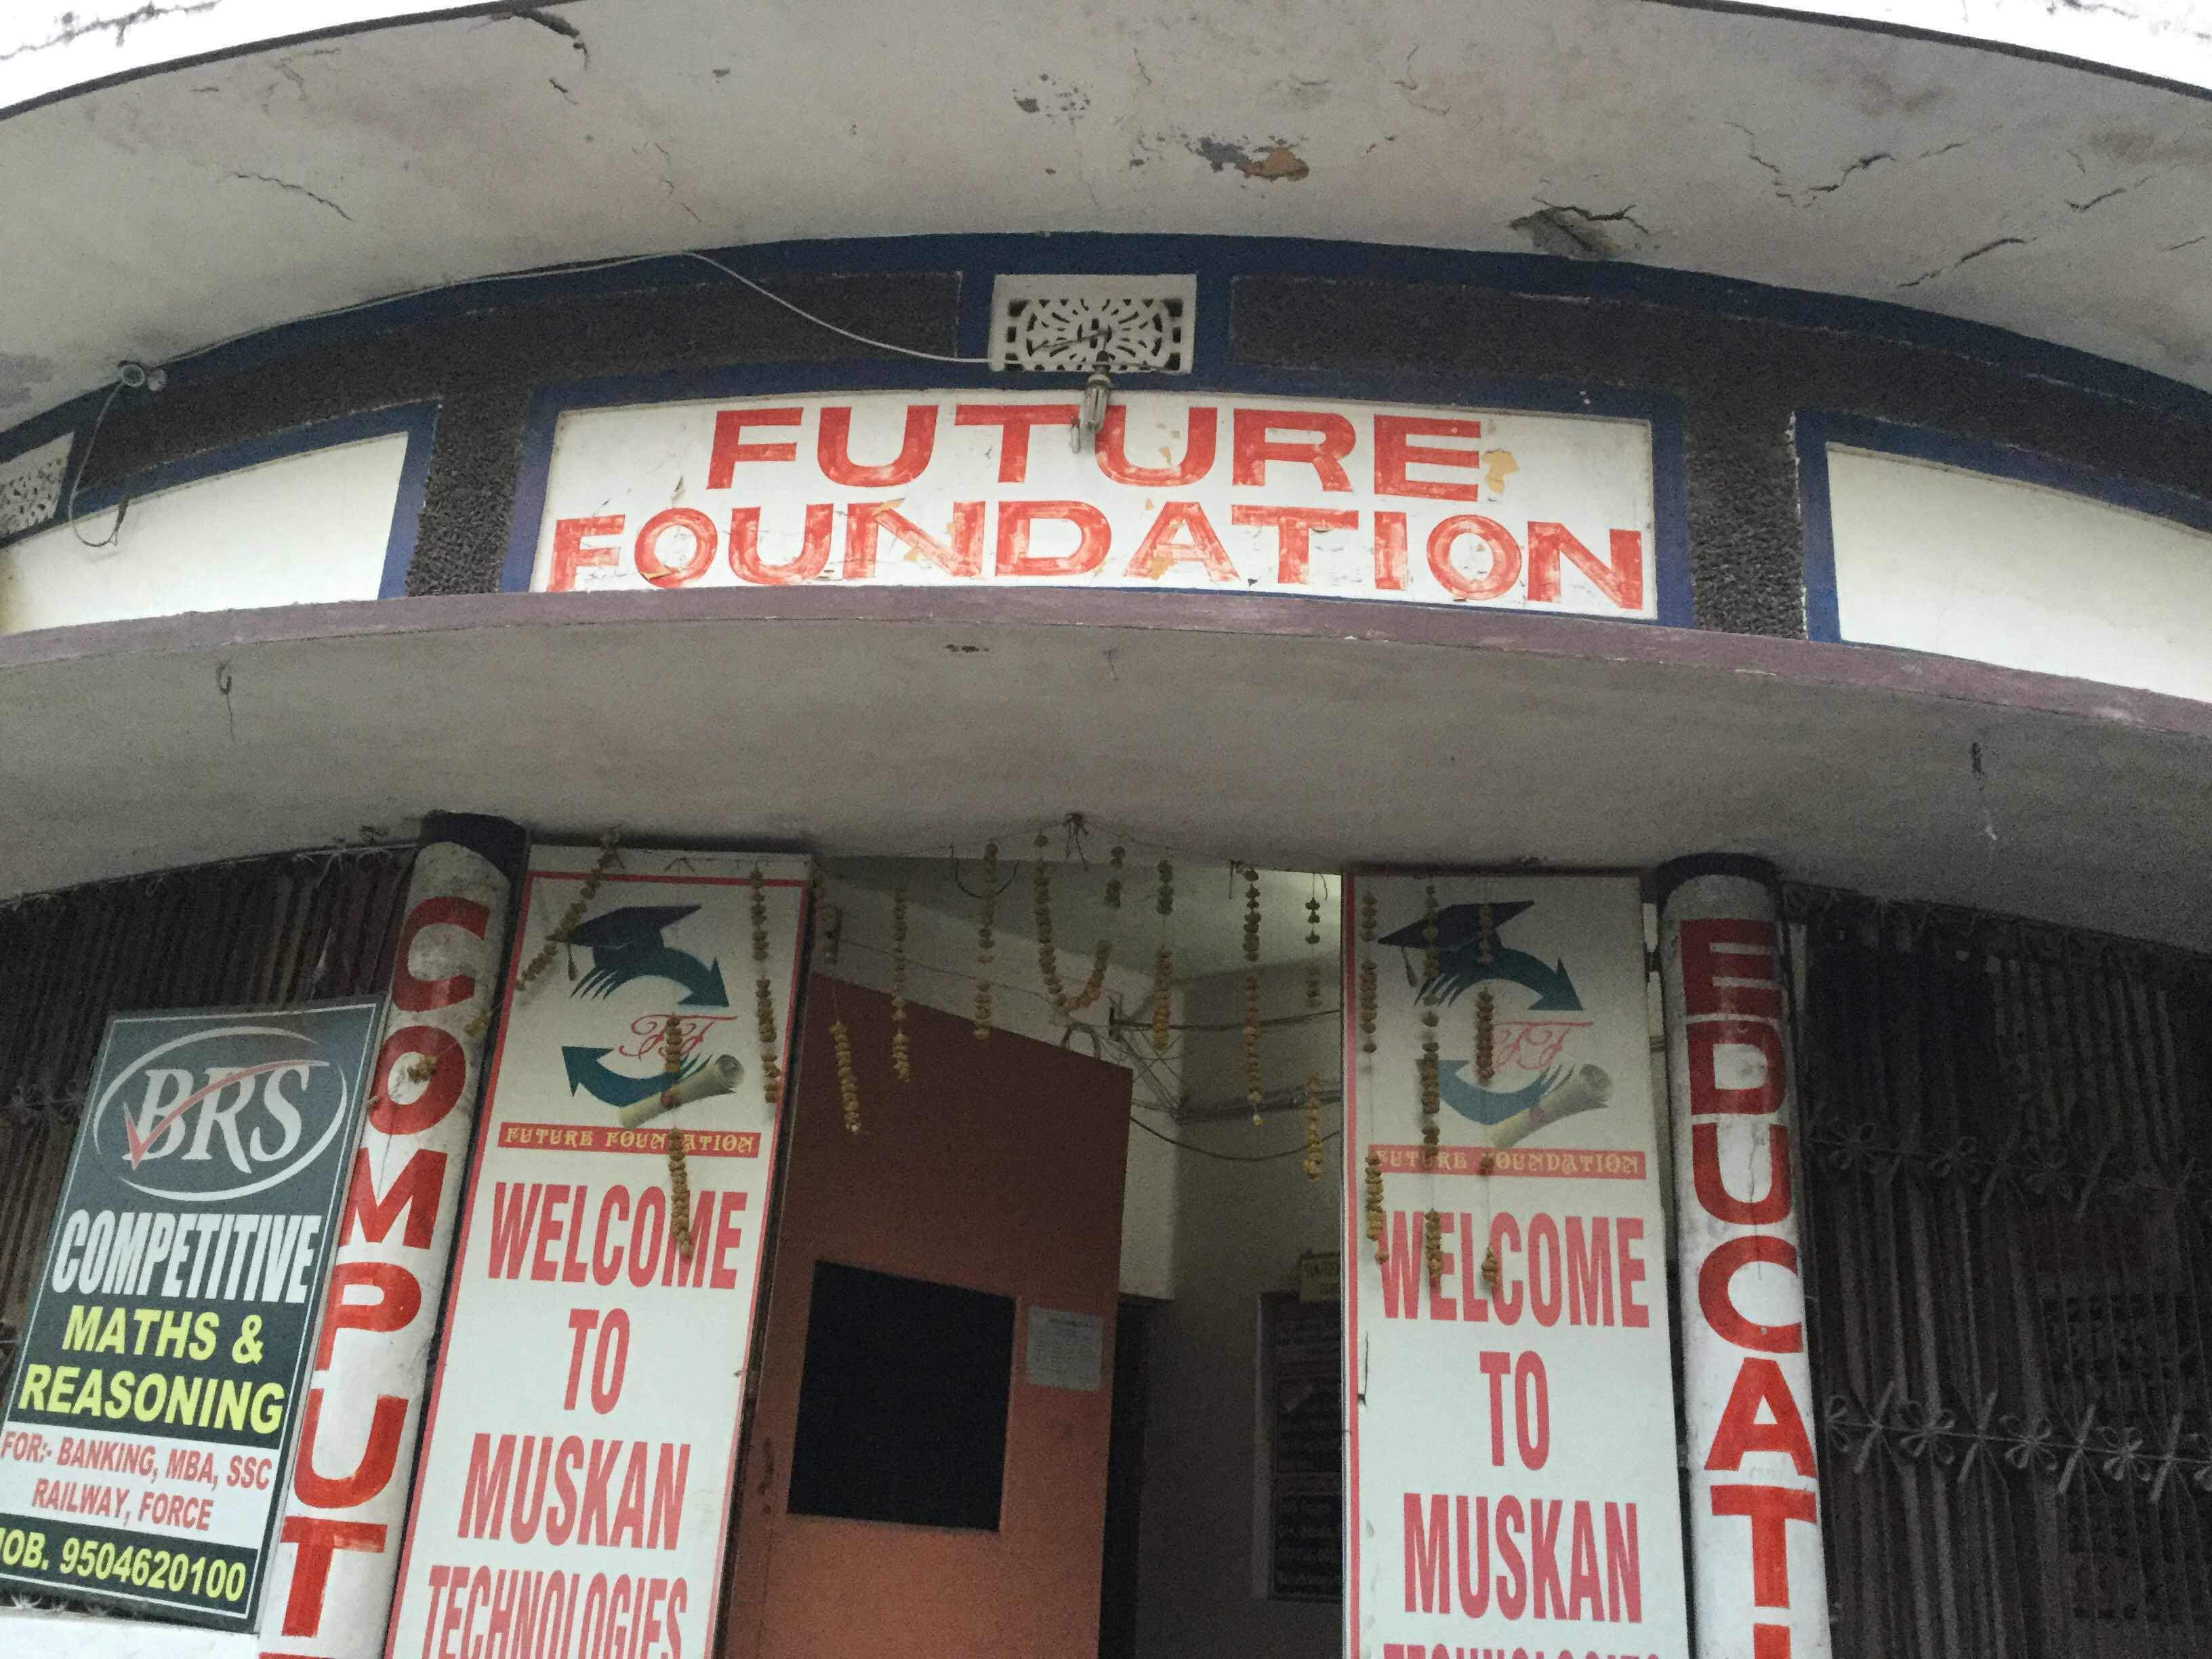 FUTURE
FOUNDATION
BRS
COMPETITIVE
MATHS &
REASONING
FOR:- BANKING, MBA, SSC
RAILWAY, FORCE
MOB. 9504620100
COMPUT
FF
FUTURE FOUNDATION
WELCOME
TO
MUSKAN
TECHNOLOGIES
FF
FUTURE FOUNDATION
WELCOME
TO
MUSKAN
TECHNOLOGIES
EDUCATI